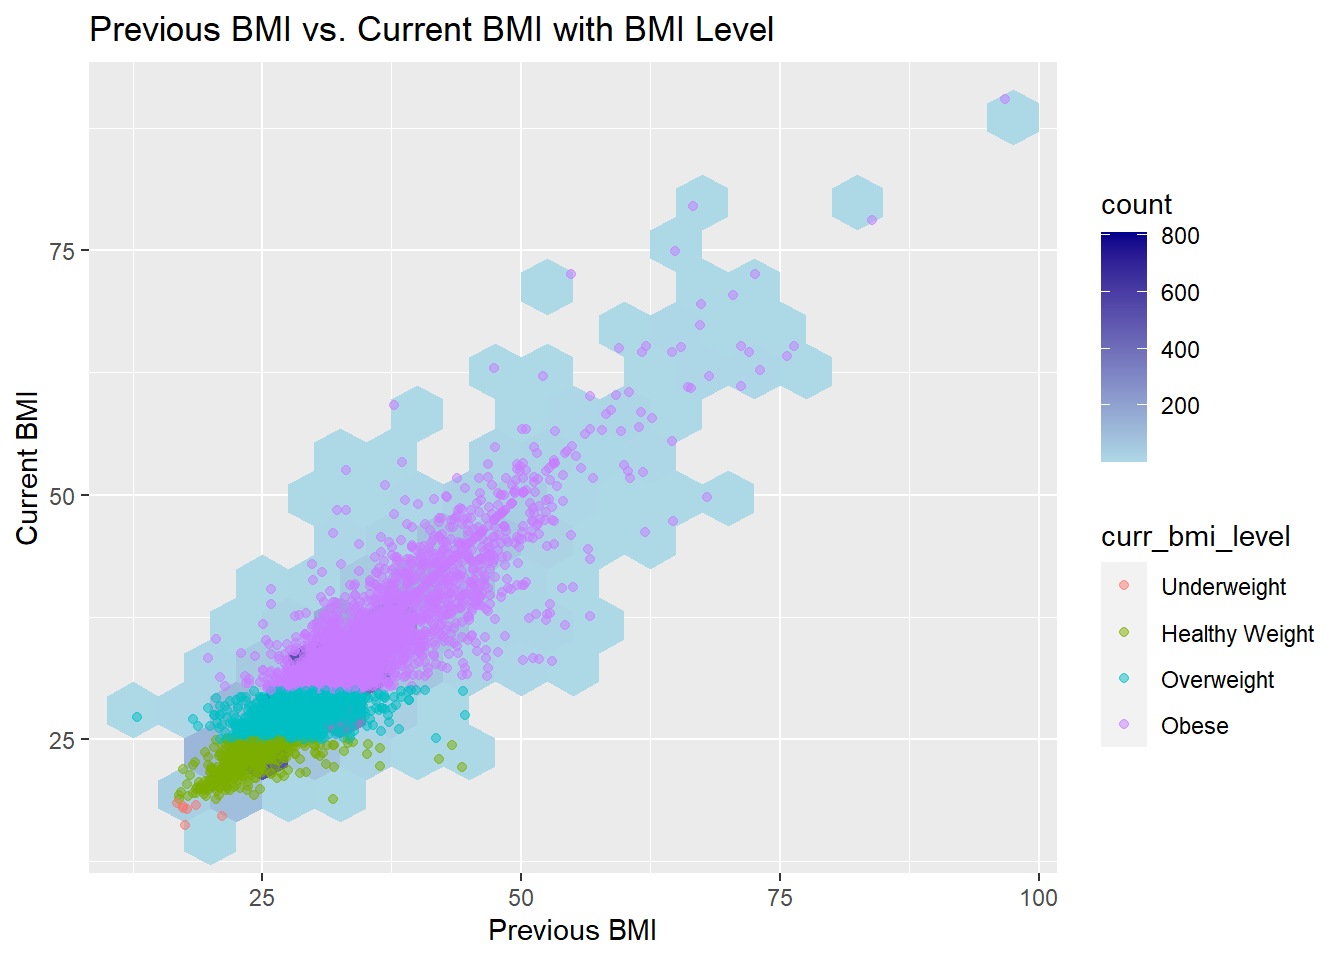 Previous BMI vs. Current BMI with BMI Level
Current BMI
75
50
25
25
50
75
100
Previous BMI
count
800
600
400
200
curr_bmi_level
Underweight
Healthy Weight
Overweight
Obese